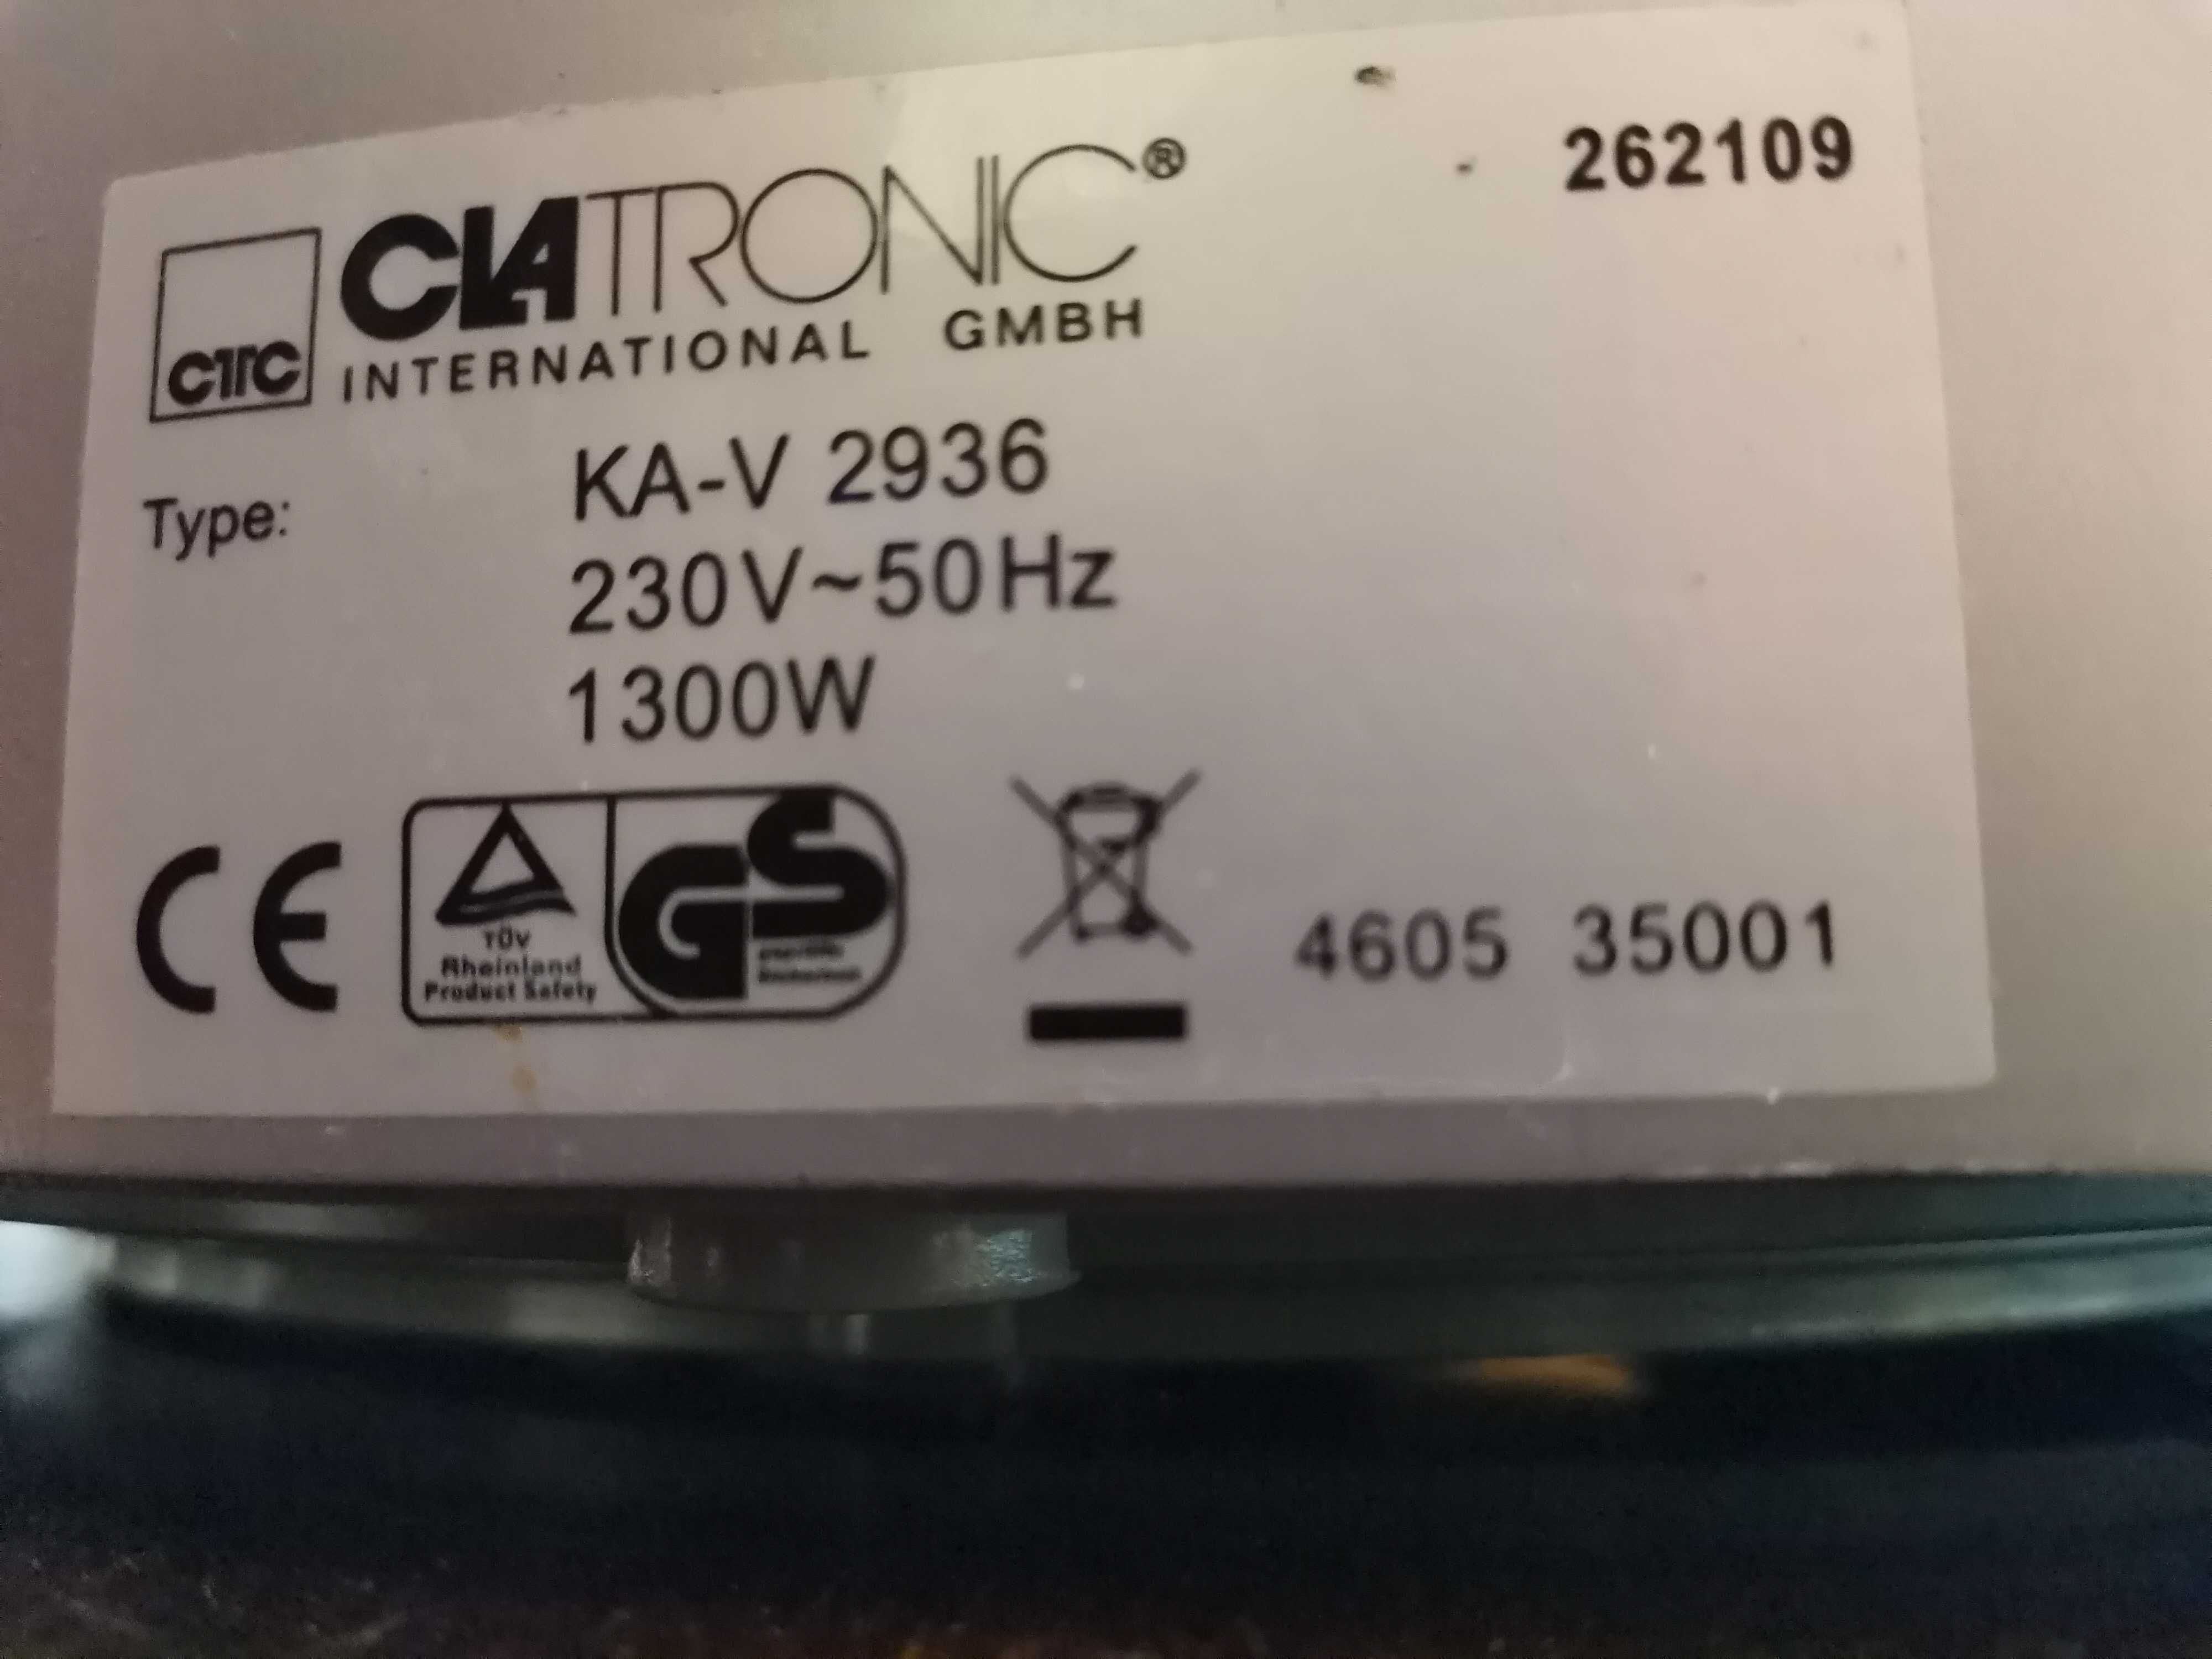 262109
CTC
CLATRONIC®
INTERNATIONAL GMBH
Type: KA-V 2936
230V~50Hz
1300W
CE
TÜV
Rheinland
Product Safety
GS
4605 35001